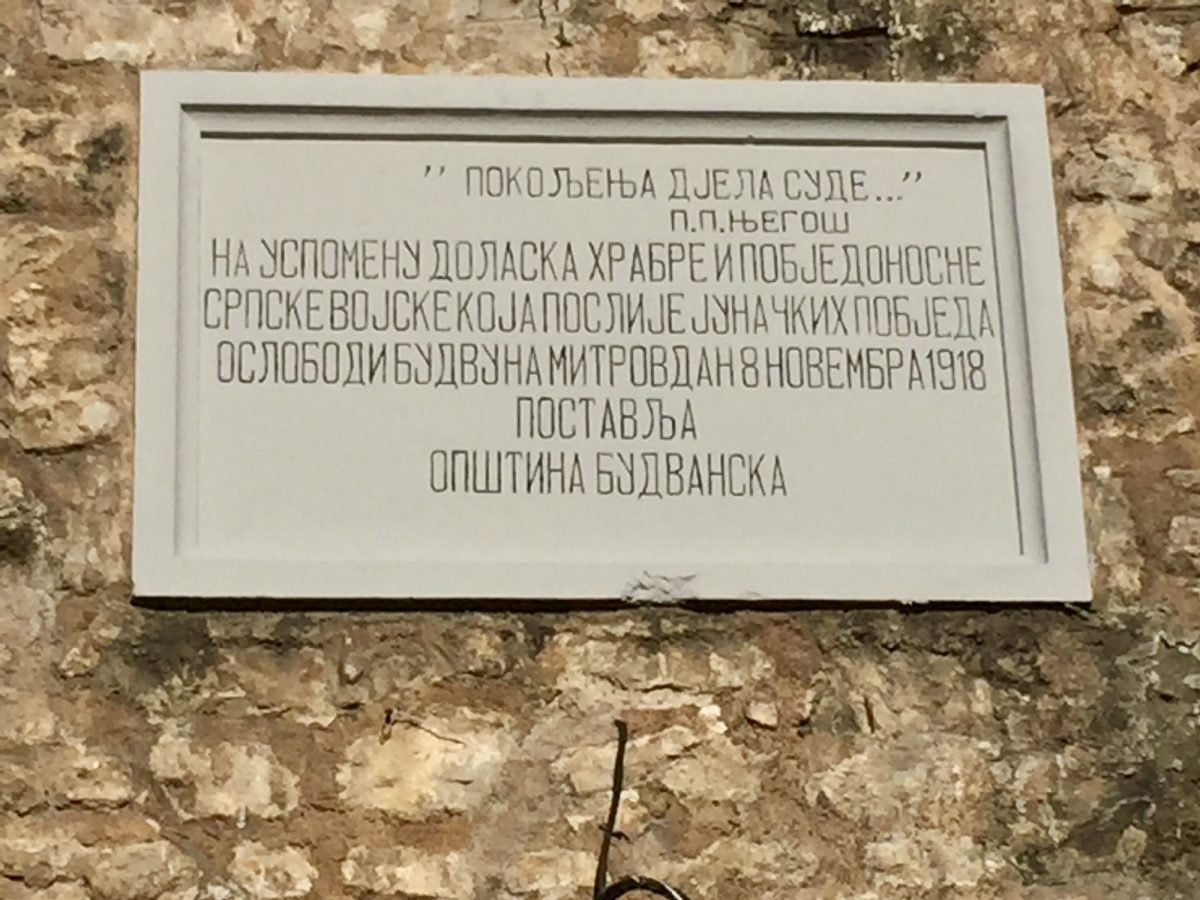 ’’ ПОКОЉЕЊА ДЈЕЛА СУДЕ...’’
П.П.ЊЕГОШ
НА УСПОМЕНУ ДОЛАСКА ХРАБРЕ И ПОБЈЕДОНОСНЕ
СРПСКЕ ВОЈСКЕ КОЈА ПОСЛИЈЕ ЈУНАЧКИХ ПОБЈЕДА
ОСЛОБОДИ БУДВУ НА МИТРОВДАН 8 НОВЕМБРА 1918
ПОСТАВЉА
ОПШТИНА БУДВАНСКА